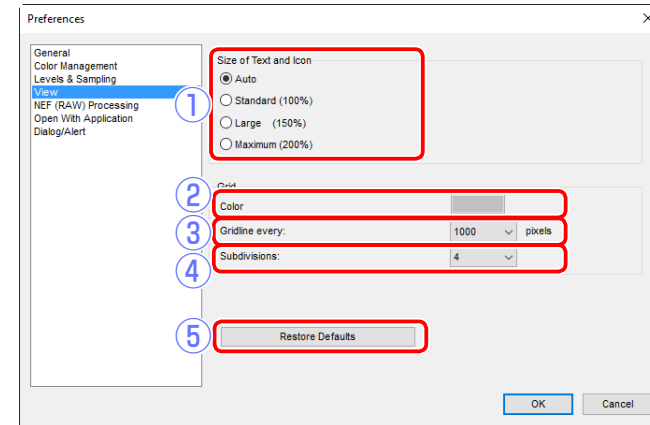 Preferences
General
Color Management
Levels & Sampling
View
NEF (RAW) Processing
Open With Application
Dialog/Alert
Size of Text and Icon
Auto
Standard (100%)
Large (150%)
Maximum (200%)
①
Grid
② Color
③ Gridline every: 1000 pixels
④ Subdivisions: 4
⑤ Restore Defaults
OK Cancel